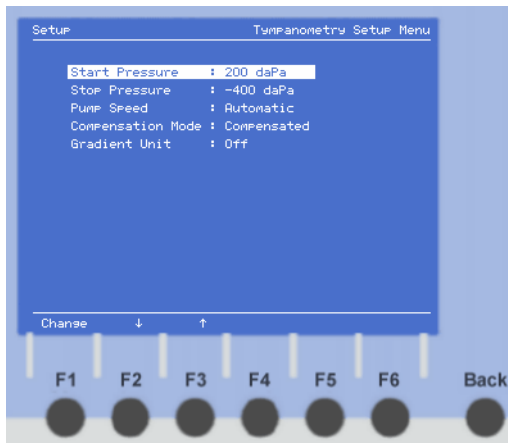 Setup Tympanometry Setup Menu
Start Pressure : 200 daPa
Stop Pressure : -400 daPa
Pump Speed : Automatic
Compensation Mode : Compensated
Gradient Unit : Off
Change ↓ ↑
F1 F2 F3 F4 F5 F6 Back